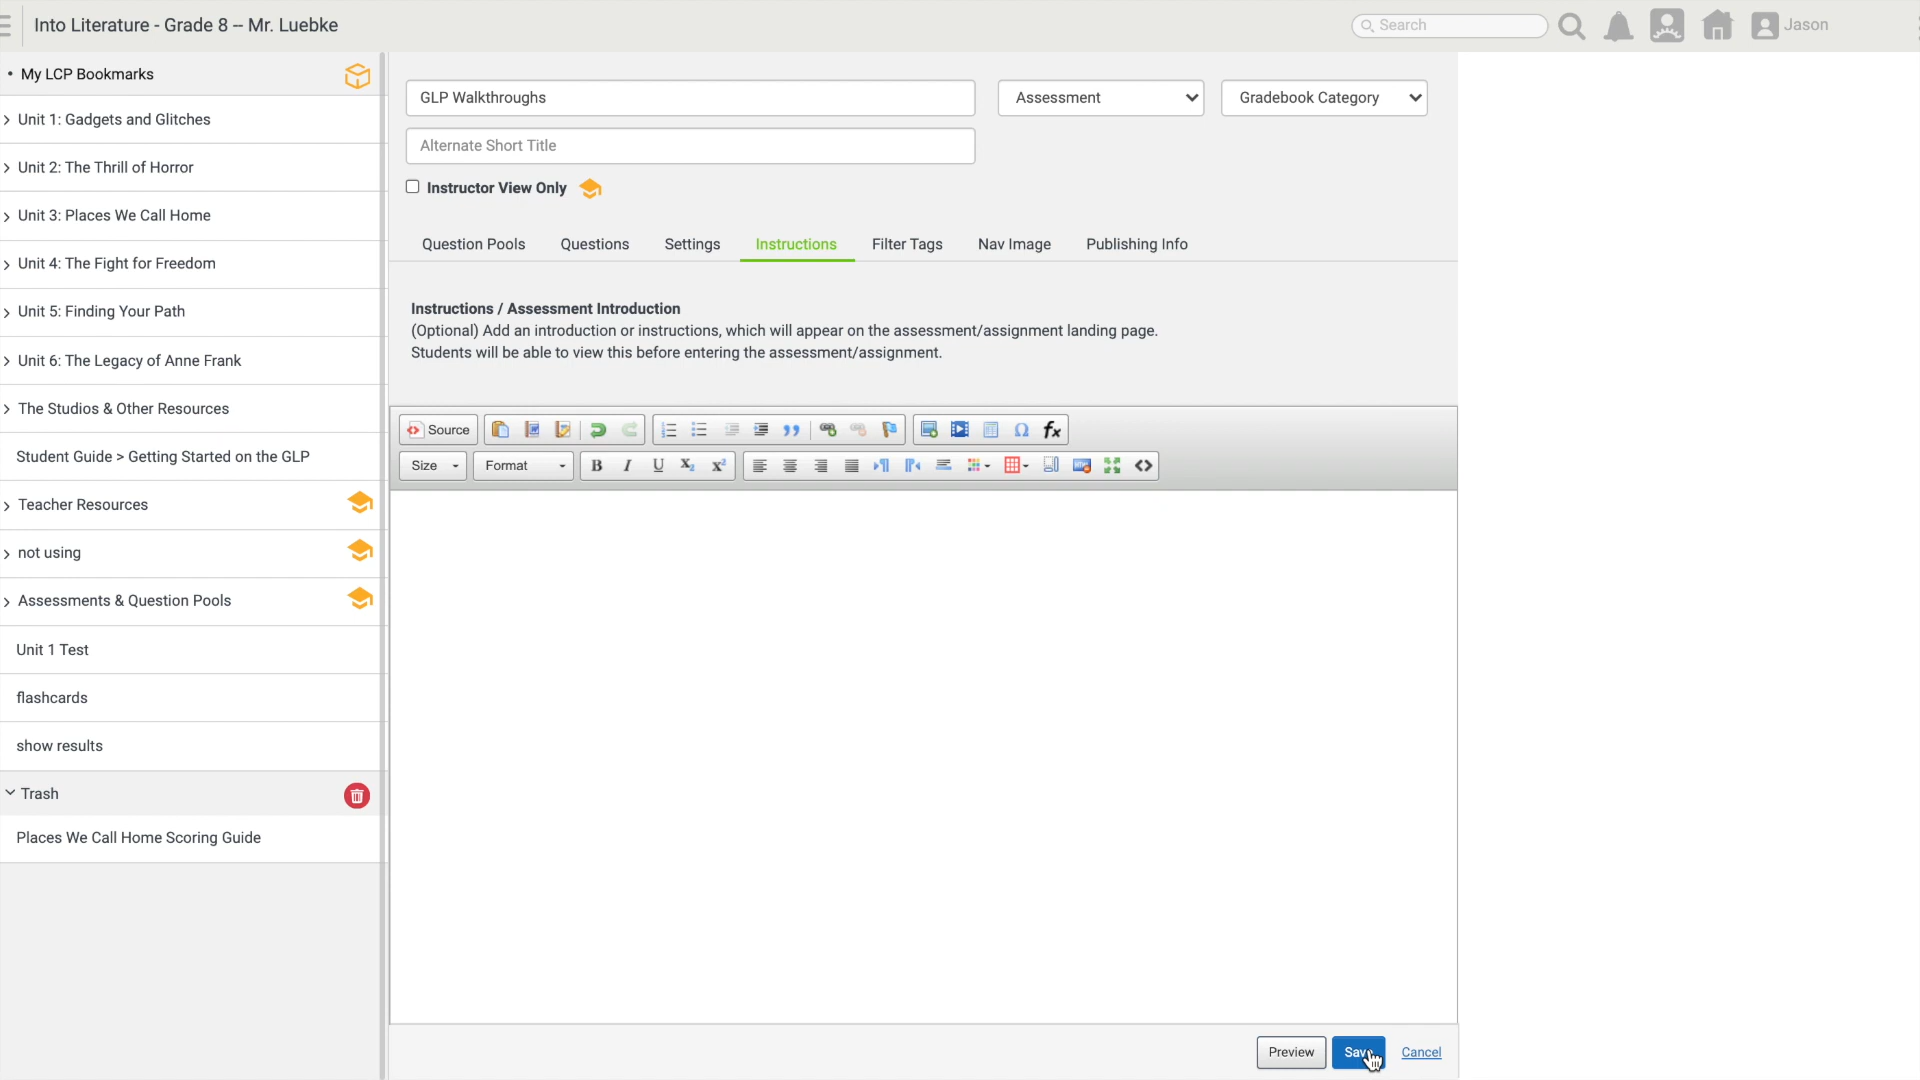 Into Literature - Grade 8 -- Mr. Luebke
Search
Jason
• My LCP Bookmarks
Unit 1: Gadgets and Glitches
Unit 2: The Thrill of Horror
Unit 3: Places We Call Home
Unit 4: The Fight for Freedom
Unit 5: Finding Your Path
Unit 6: The Legacy of Anne Frank
The Studios & Other Resources
Student Guide > Getting Started on the GLP
Teacher Resources
not using
Assessments & Question Pools
Unit 1 Test
flashcards
show results
Trash
Places We Call Home Scoring Guide
GLP Walkthroughs
Assessment
Gradebook Category
Alternate Short Title
Instructor View Only
Question Pools
Questions
Settings
Instructions
Filter Tags
Nav Image
Publishing Info
Instructions / Assessment Introduction
(Optional) Add an introduction or instructions, which will appear on the assessment/assignment landing page.
Students will be able to view this before entering the assessment/assignment.
Source
Size
Format
Preview
Save
Cancel